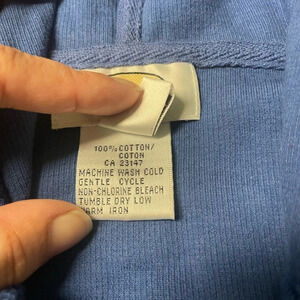 100% COTTON/
COTON
CA 23147
MACHINE WASH COLD
GENTLE CYCLE
NON-CHLORINE BLEACH
TUMBLE DRY LOW
WARM IRON